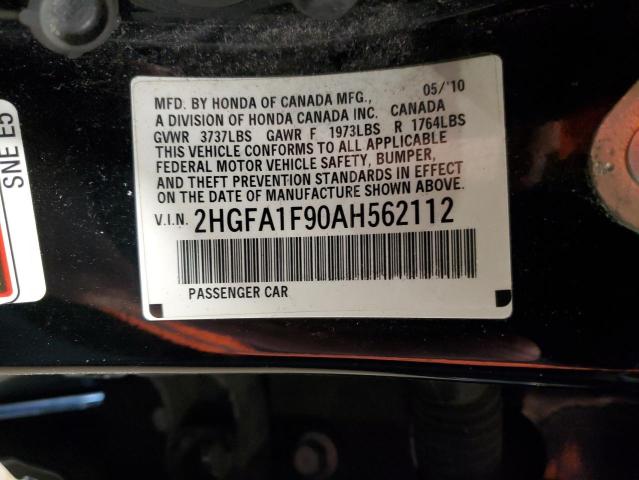 05/'10
MFD. BY HONDA OF CANADA MFG.,
A DIVISION OF HONDA CANADA INC. CANADA
GVWR 3737LBS GAWR F 1973LBS R 1764LBS
THIS VEHICLE CONFORMS TO ALL APPLICABLE
FEDERAL MOTOR VEHICLE SAFETY, BUMPER,
AND THEFT PREVENTION STANDARDS IN EFFECT
ON THE DATE OF MANUFACTURE SHOWN ABOVE.
V.I.N. 2HGFA1F90AH562112
PASSENGER CAR
SNE E5